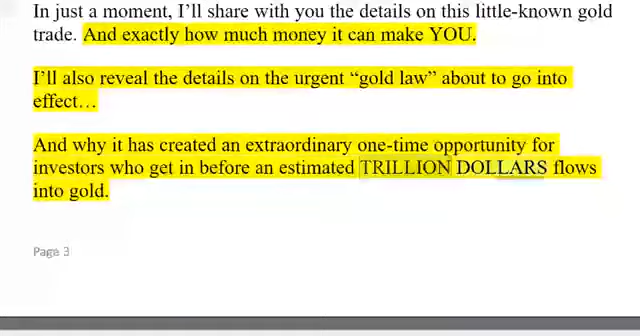 In just a moment, I’ll share with you the details on this little-known gold
trade. And exactly how much money it can make YOU.
I’ll also reveal the details on the urgent “gold law” about to go into
effect…
And why it has created an extraordinary one-time opportunity for
investors who get in before an estimated TRILLION DOLLARS flows
into gold.
Page 3